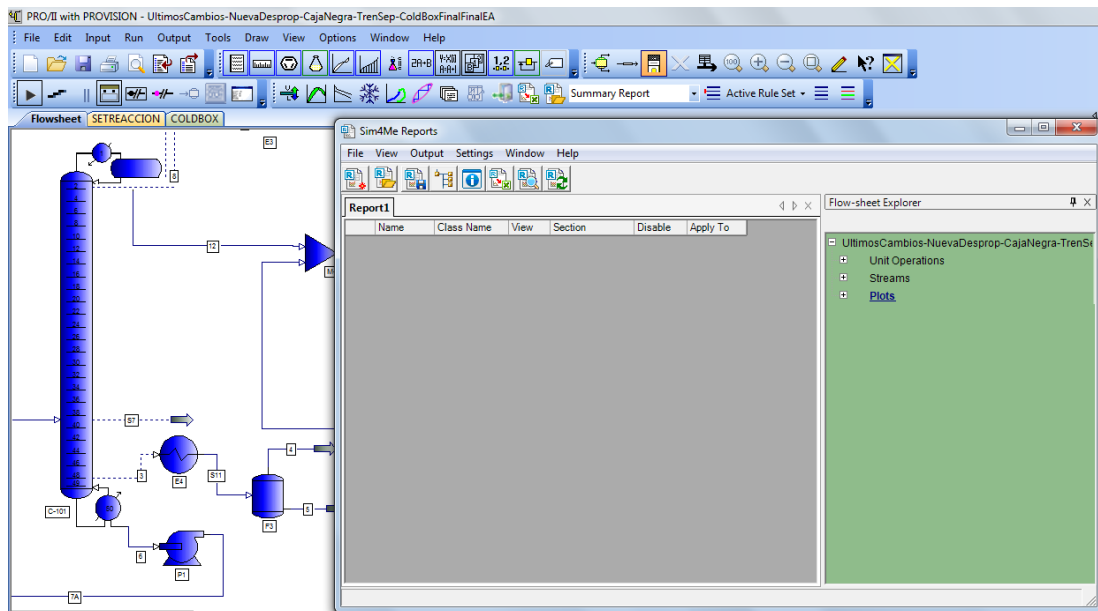 PRO/II with PROVISION - UltimosCambios-NuevaDesprop-CajaNegra-TrenSep-ColdBoxFinalFinalEA
File Edit Input Run Output Tools Draw View Options Window Help
Summary Report Active Rule Set
Flowsheet SETREACCION COLDBOX
E3
8
12
S7
3
E4
S11
4
5
F3
C-101
6
P1
7A
Sim4Me Reports
File View Output Settings Window Help
Report1
Name Class Name View Section Disable Apply To
Flow-sheet Explorer
UltimosCambios-NuevaDesprop-CajaNegra-TrenSe
Unit Operations
Streams
Plots